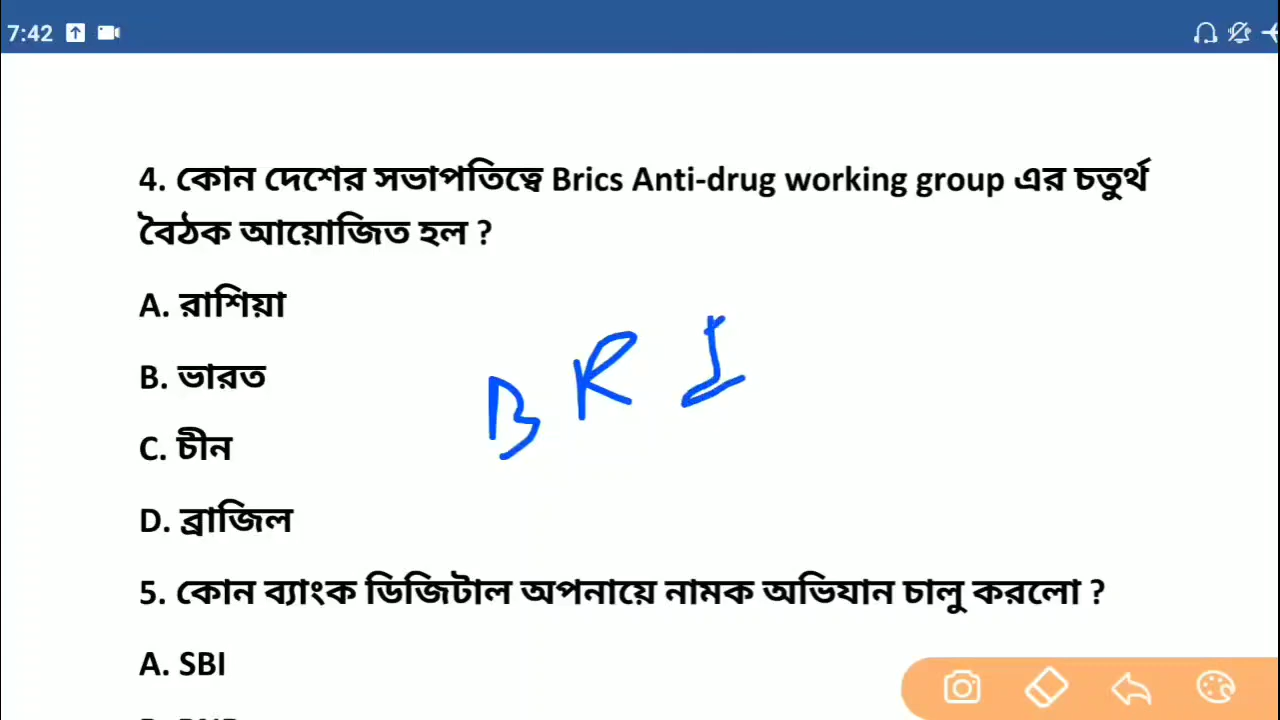 7:42
4. কোন দেশের সভাপতিত্বে Brics Anti-drug working group এর চতুর্থ
বৈঠক আয়োজিত হল ?
A. রাশিয়া
B. ভারত
C. চীন
D. ব্রাজিল
B R I
5. কোন ব্যাংক ডিজিটাল অপনায়ে নামক অভিযান চালু করলো ?
A. SBI